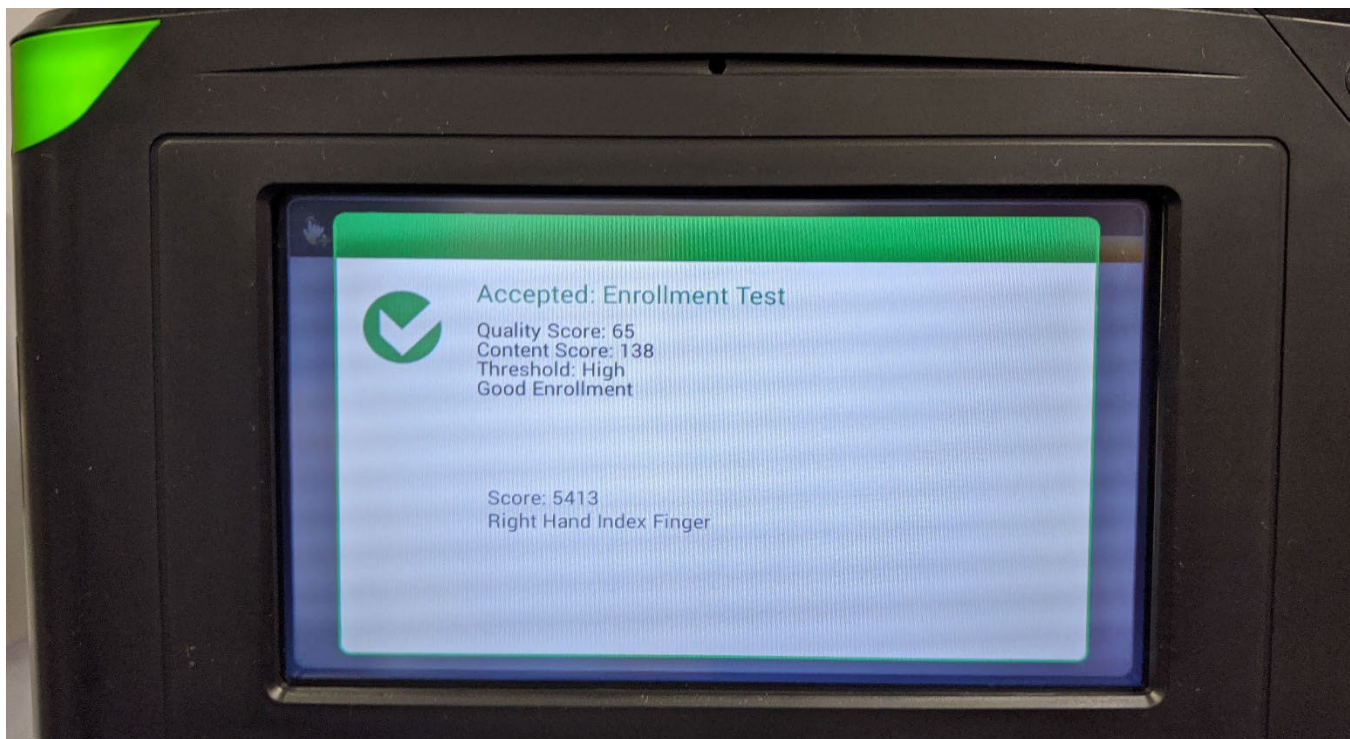 Accepted: Enrollment Test
Quality Score: 65
Content Score: 138
Threshold: High
Good Enrollment
Score: 5413
Right Hand Index Finger